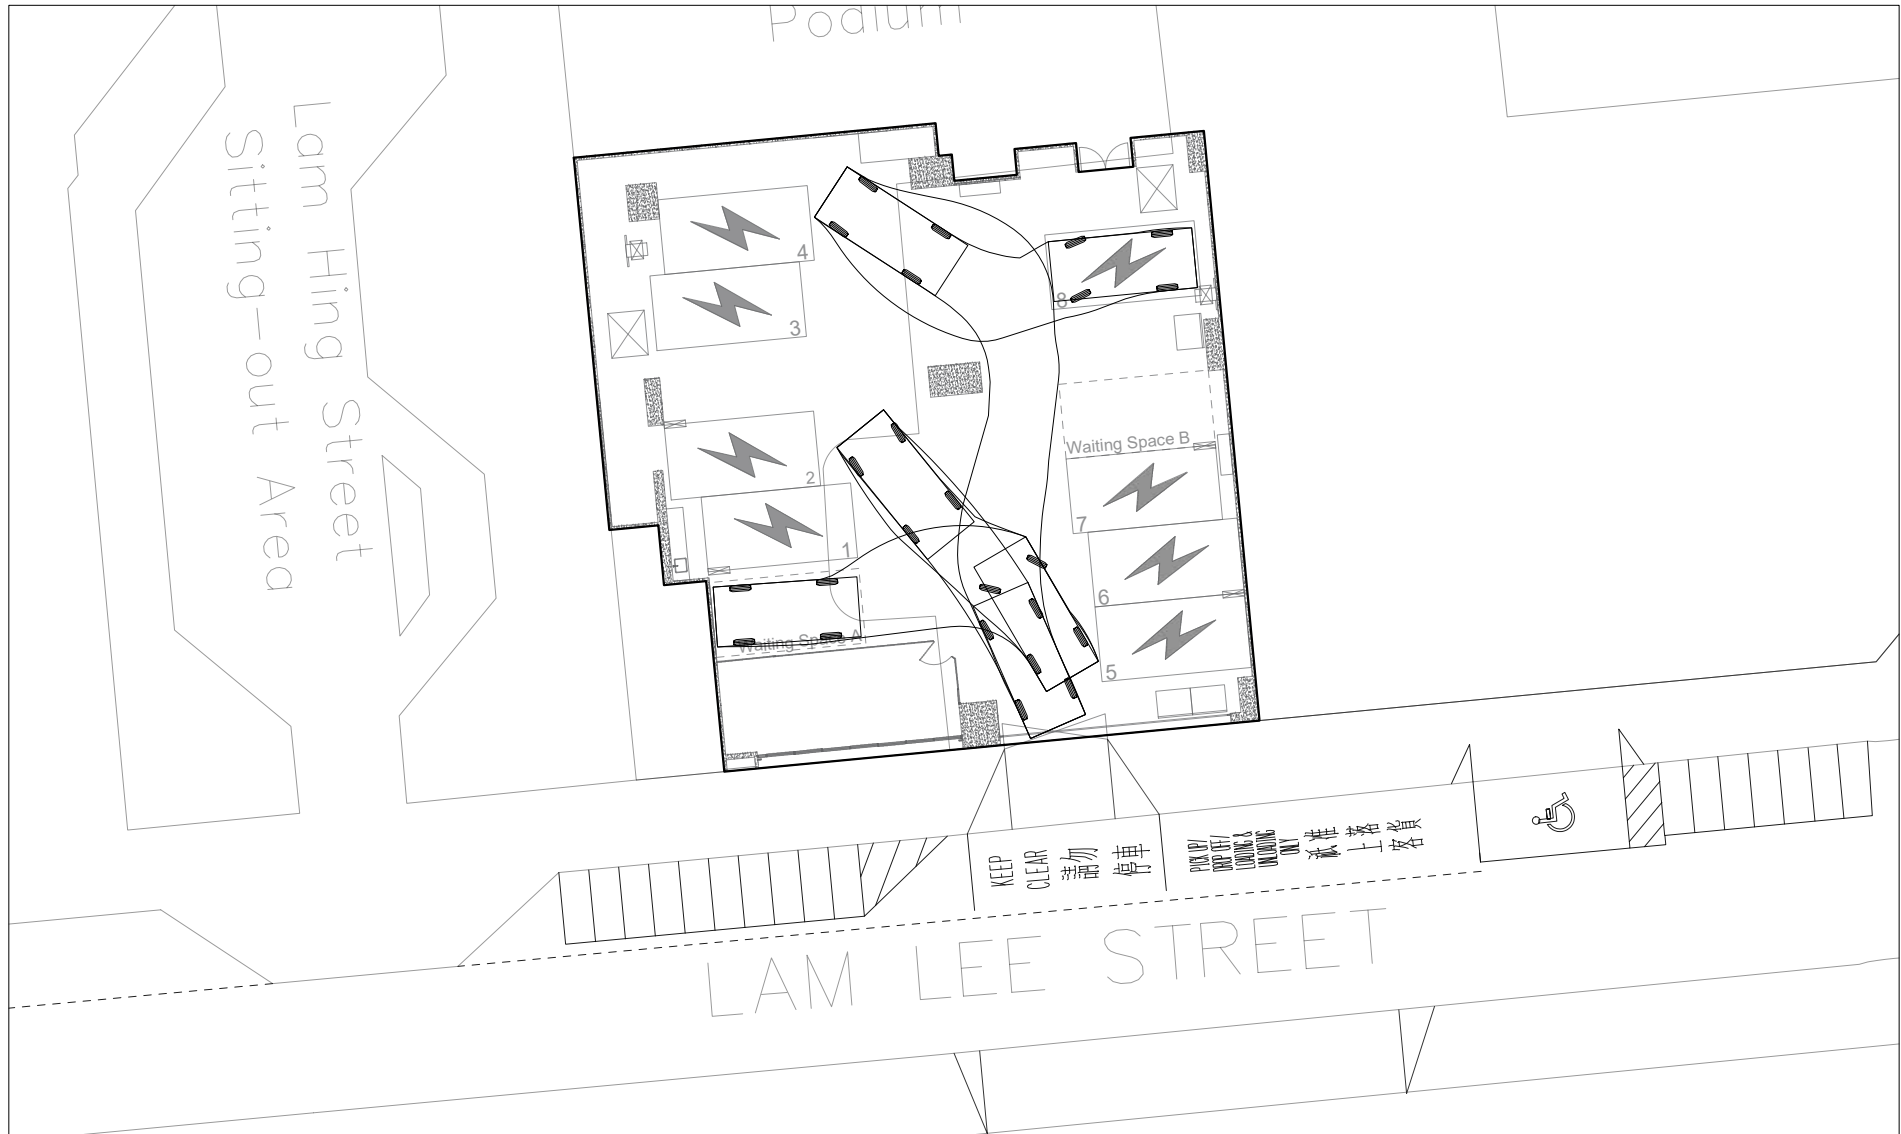 Podium
Lam Hing Street
Sitting-out Area
4
3
8
2
1
Waiting Space B
7
6
5
Waiting Space A
KEEP
CLEAR
請勿
停車
PICK UP/
DROP OFF/
LOADING &
UNLOADING
ONLY
祇准
上落
客貨
LAM LEE STREET